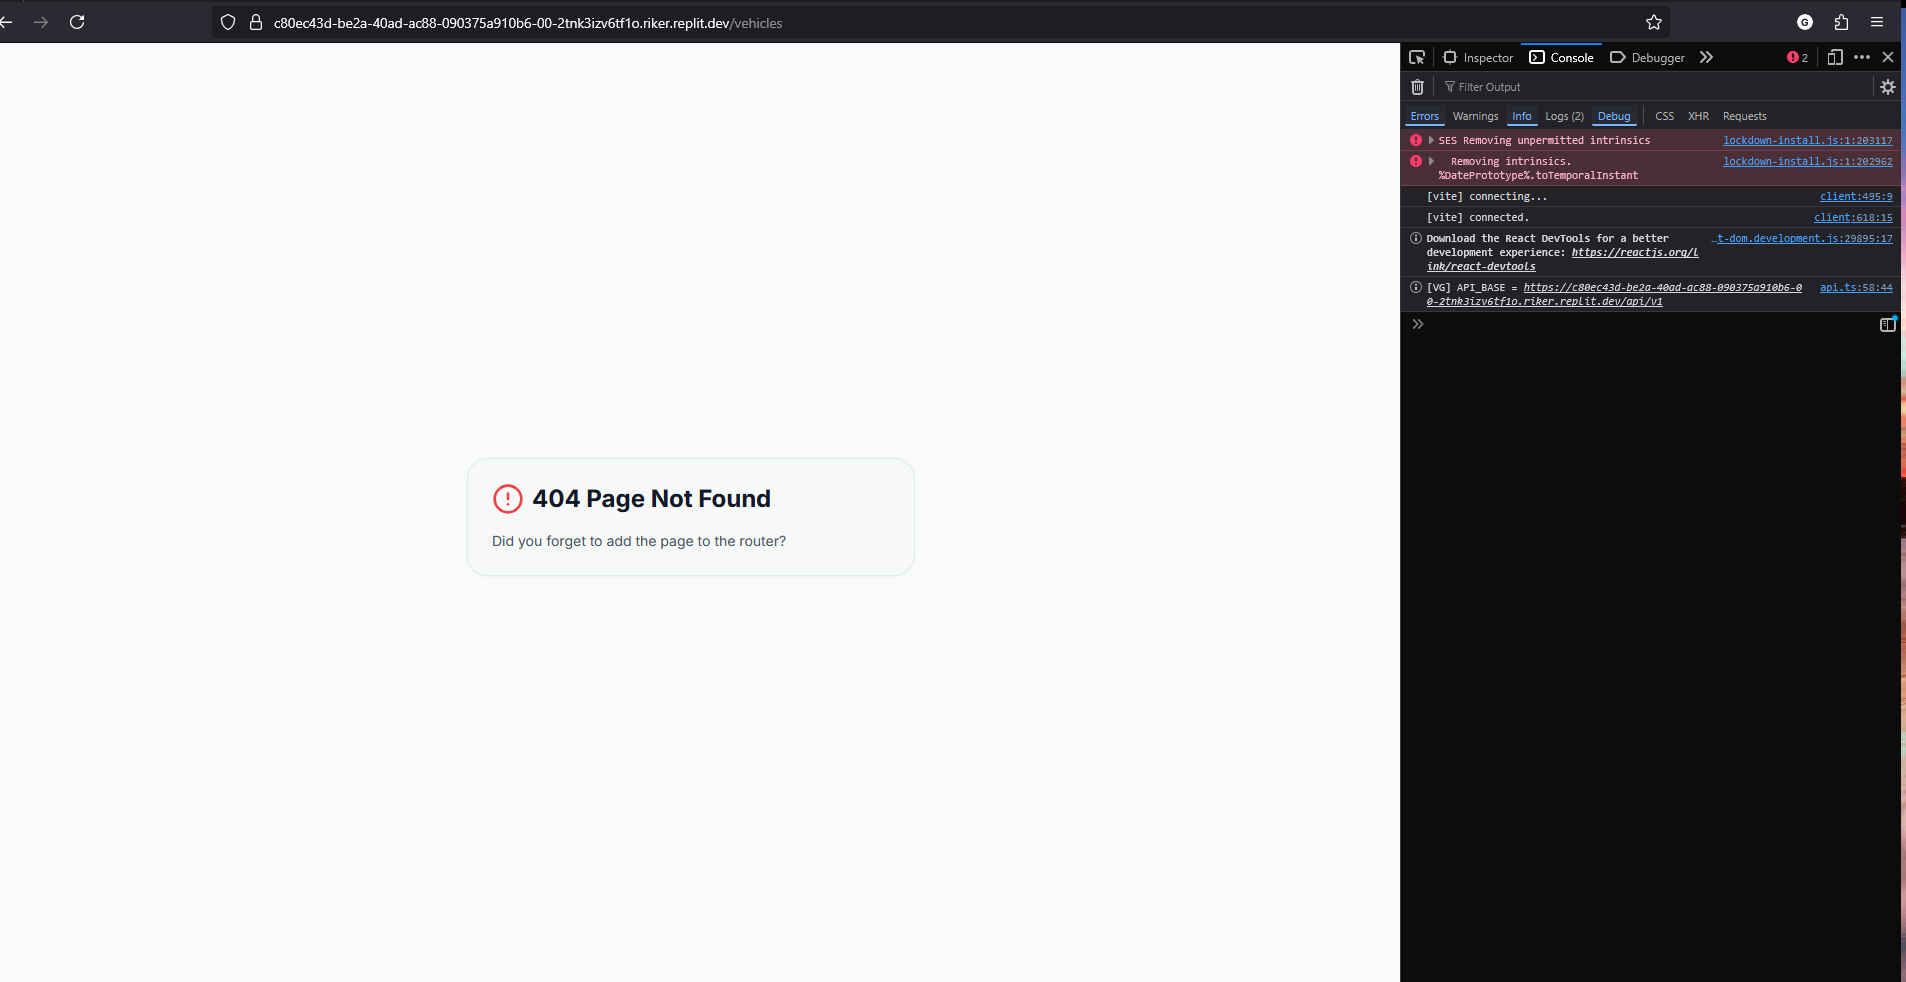 c80ec43d-be2a-40ad-ac88-090375a910b6-00-2tnk3izv6tf1o.riker.replit.dev/vehicles
G
Inspector
Console
Debugger
2
Filter Output
Errors
Warnings
Info
Logs (2)
Debug
CSS
XHR
Requests
SES Removing unpermitted intrinsics
lockdown-install.js:1:203117
Removing intrinsics.
lockdown-install.js:1:202962
%DatePrototype%.toTemporalInstant
[vite] connecting...
client:495:9
[vite] connected.
client:618:15
Download the React DevTools for a better
…t-dom.development.js:29895:17
development experience: https://reactjs.org/l
ink/react-devtools
[VG] API_BASE = https://c80ec43d-be2a-40ad-ac88-090375a910b6-0
api.ts:58:44
0-2tnk3izv6tf1o.riker.replit.dev/api/v1
404 Page Not Found
Did you forget to add the page to the router?